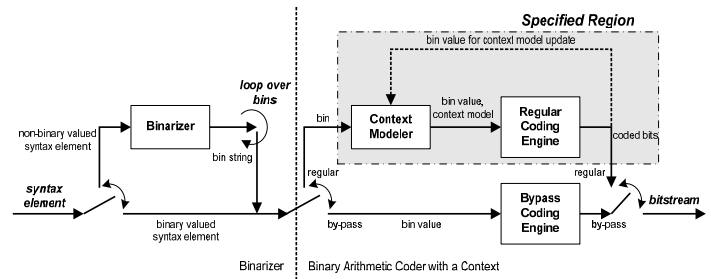 Specified Region
bin value for context model update
loop over
bins
Binarizer
non-binary valued
syntax element
bin string
bin
Context
Modeler
bin value,
context model
Regular
Coding
Engine
coded bits
regular
regular
syntax
element
binary valued
syntax element
by-pass
bin value
Bypass
Coding
Engine
by-pass
bitstream
Binarizer
Binary Arithmetic Coder with a Context